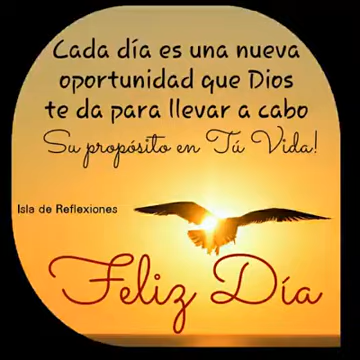 Cada día es una nueva
oportunidad que Dios
te da para llevar a cabo
Su propósito en Tú Vida!
Isla de Reflexiones
Feliz Día